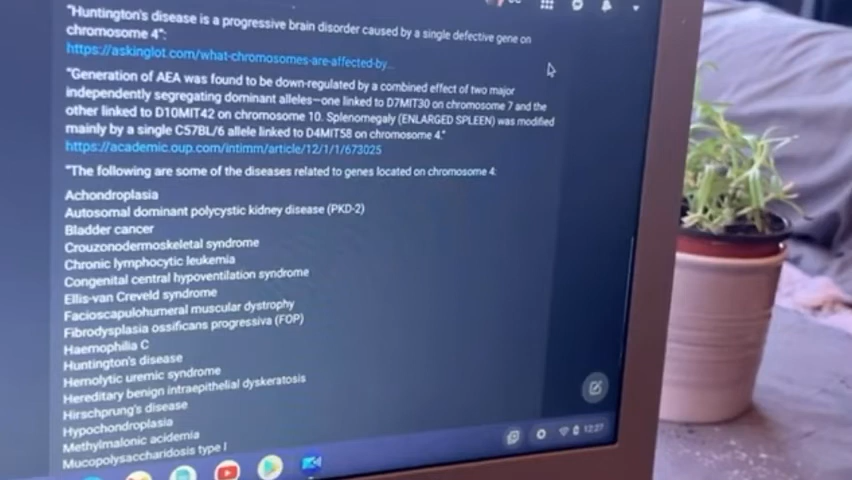 "Huntington's disease is a progressive brain disorder caused by a single defective gene on
chromosome 4":
https://askinglot.com/what-chromosomes-are-affected-by...
"Generation of AEA was found to be down-regulated by a combined effect of two major
independently segregating dominant alleles—one linked to D7MIT30 on chromosome 7 and the
other linked to D10MIT42 on chromosome 10. Splenomegaly (ENLARGED SPLEEN) was modified
mainly by a single C57BL/6 allele linked to D4MIT58 on chromosome 4."
https://academic.oup.com/intimm/article/12/1/1/673025
"The following are some of the diseases related to genes located on chromosome 4:
Achondroplasia
Autosomal dominant polycystic kidney disease (PKD-2)
Bladder cancer
Crouzonodermoskeletal syndrome
Chronic lymphocytic leukemia
Congenital central hypoventilation syndrome
Ellis-van Creveld syndrome
Facioscapulohumeral muscular dystrophy
Fibrodysplasia ossificans progressiva (FOP)
Haemophilia C
Huntington's disease
Hemolytic uremic syndrome
Hereditary benign intraepithelial dyskeratosis
Hirschprung's disease
Hypochondroplasia
Methylmalonic acidemia
Mucopolysaccharidosis type I
12:27